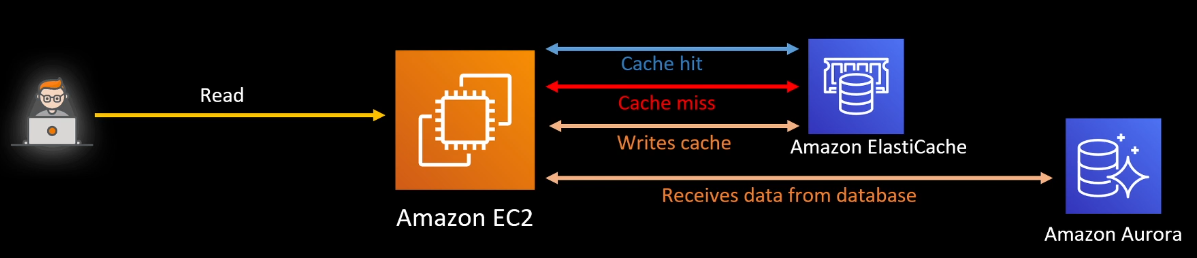 Read
Cache hit
Cache miss
Writes cache
Amazon ElastiCache
Receives data from database
Amazon EC2
Amazon Aurora